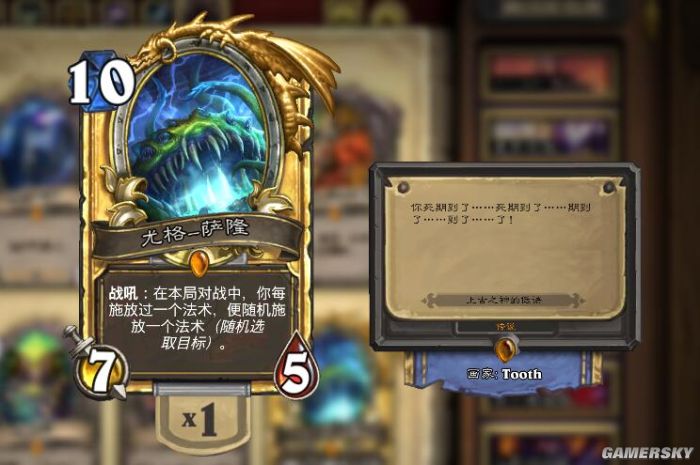 10
尤格-萨隆
战吼：在本局对战中，你每
施放过一个法术，便随机施
放一个法术（随机选
取目标）。
7
5
x1
你死期到了……死期到了……期到
了……到了……了！
上古之神的低语
传说
画家: Tooth
GAMERSKY